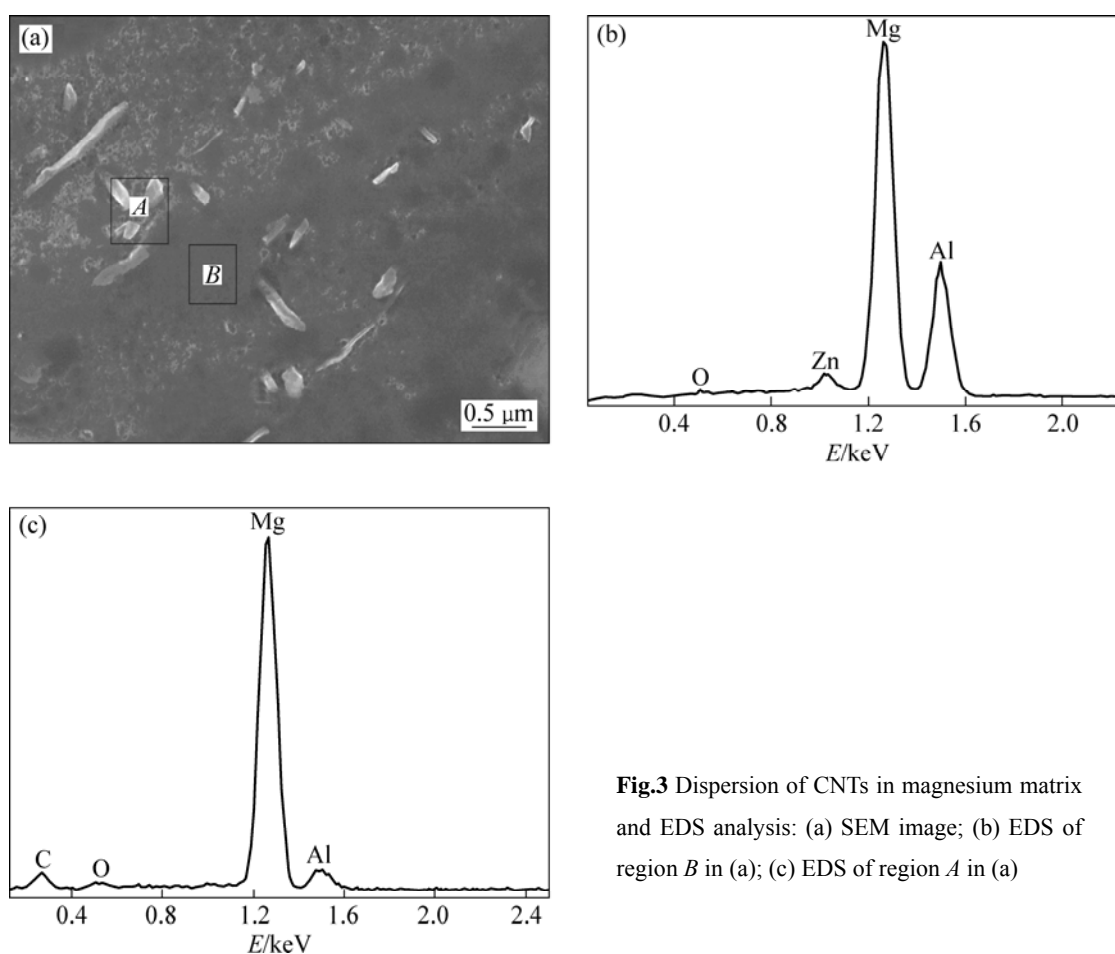 (a)
A
B
0.5 μm
(b)
Mg
Al
Zn
O
0.4 0.8 1.2 1.6 2.0
E/keV
(c)
Mg
C
O
Al
0.4 0.8 1.2 1.6 2.0 2.4
E/keV
Fig.3 Dispersion of CNTs in magnesium matrix
and EDS analysis: (a) SEM image; (b) EDS of
region B in (a); (c) EDS of region A in (a)